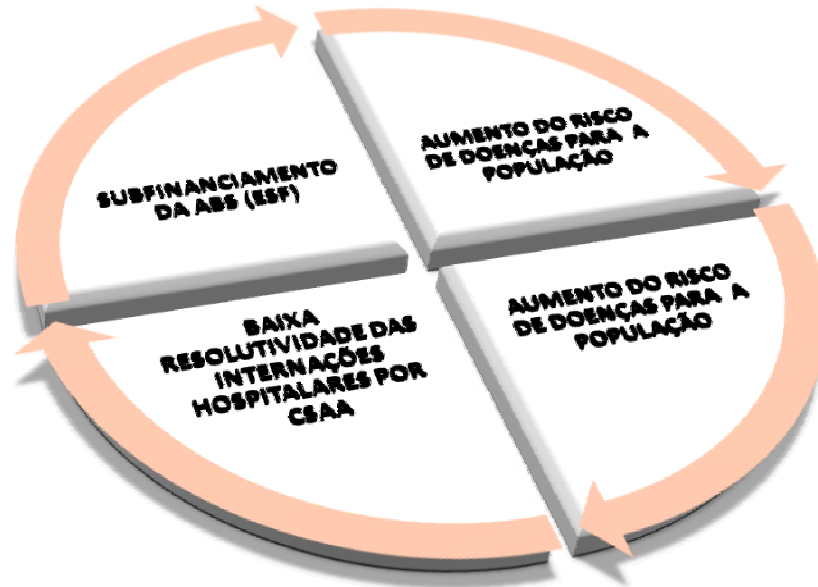 SUBFINANCIAMENTO
DA ABS (ESF)
AUMENTO DO RISCO
DE DOENÇAS PARA A
POPULAÇÃO
AUMENTO DO RISCO
DE DOENÇAS PARA A
POPULAÇÃO
BAIXA
RESOLUTIVIDADE DAS
INTERNAÇÕES
HOSPITALARES POR
CSAA